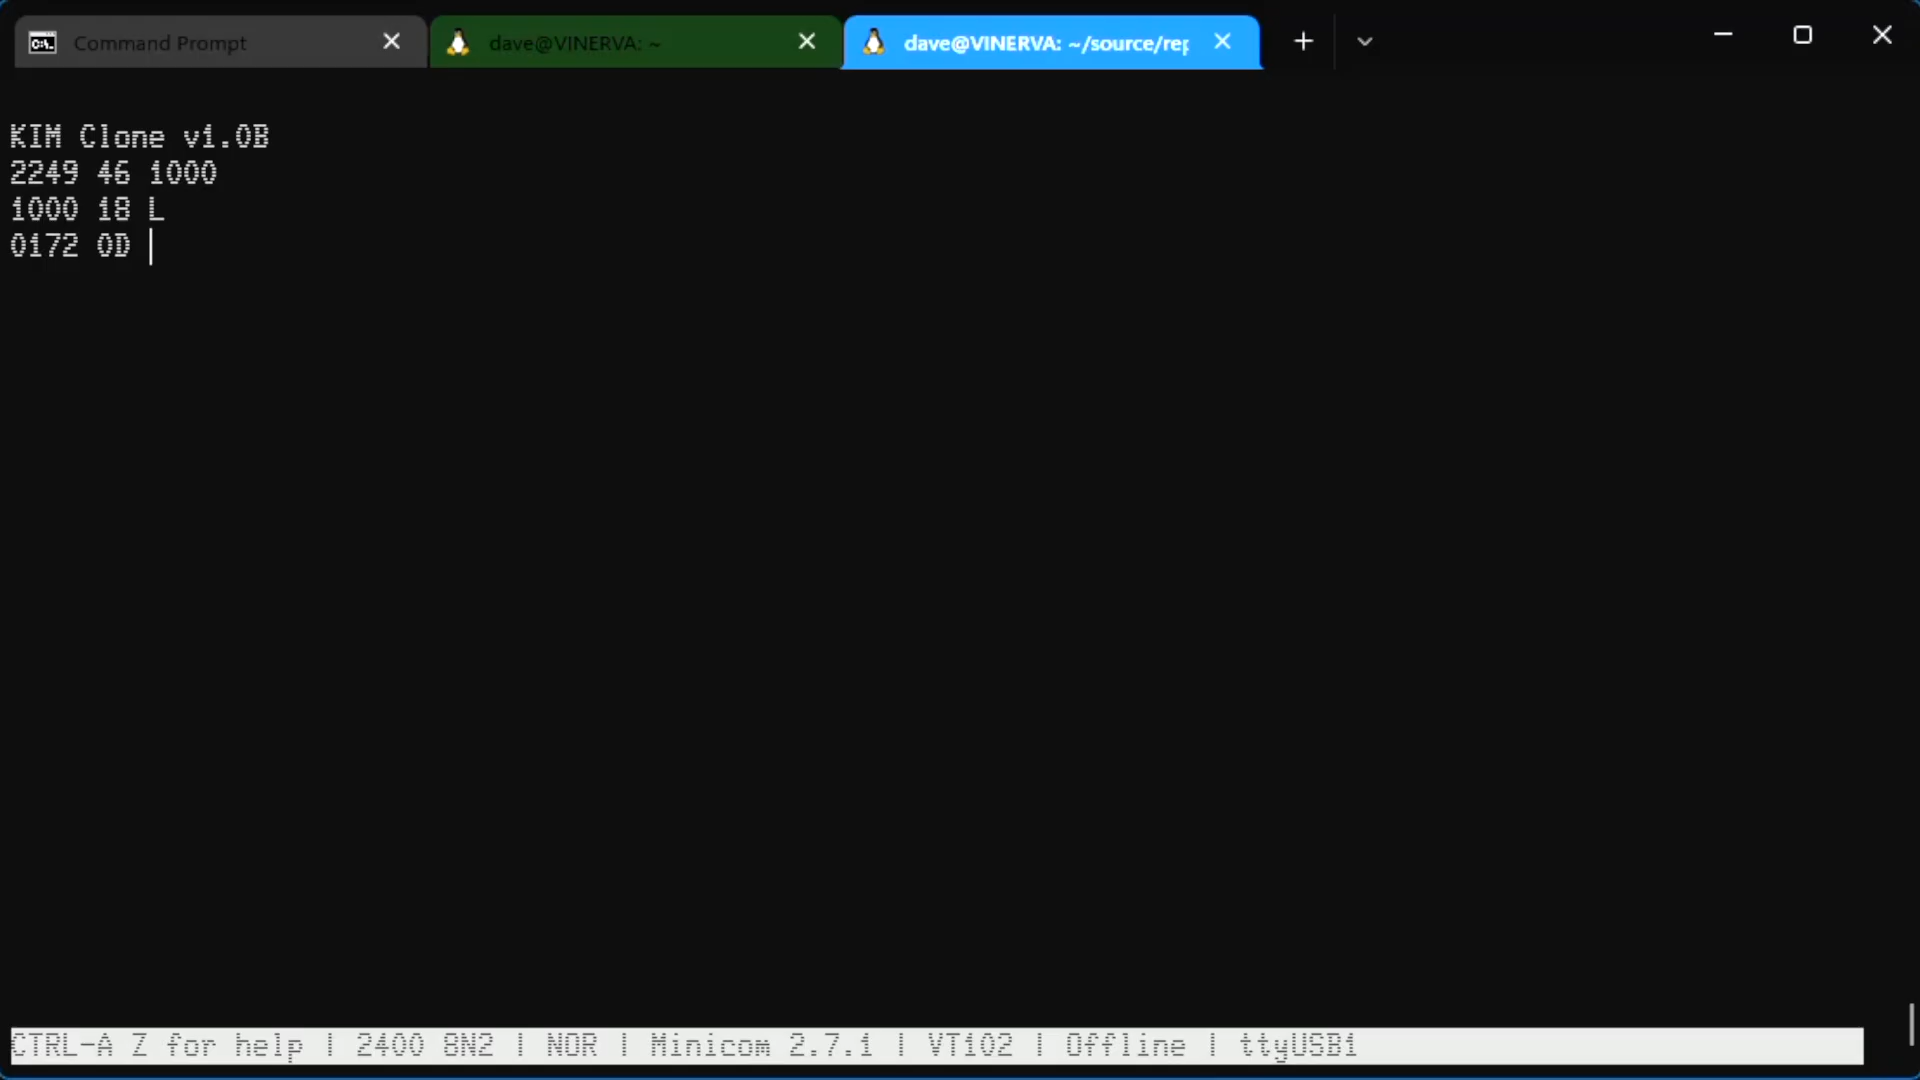 Command Prompt
dave@VINERVA: ~
dave@VINERVA: ~/source/rep
KIM Clone v1.0B
2249 46 1000
1000 18 L
0172 0D
CTRL-A Z for help | 2400 8N2 | NOR | Minicom 2.7.1 | VT102 | Offline | ttyUSB1